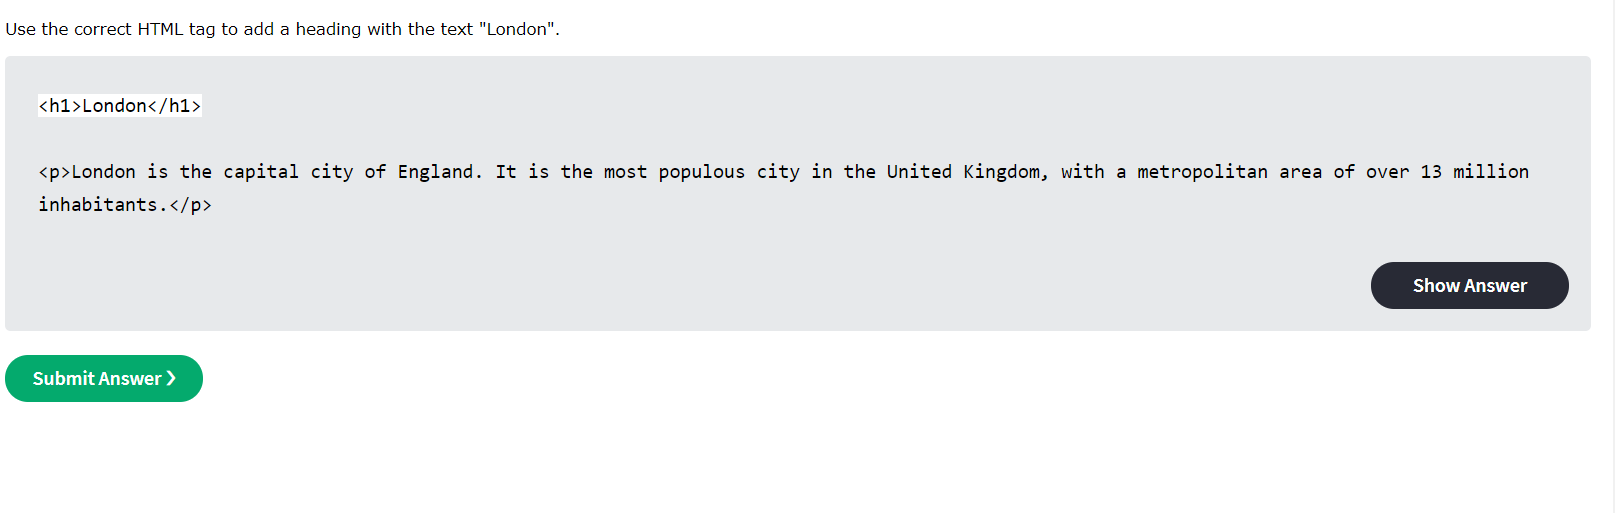 Use the correct HTML tag to add a heading with the text "London".
<h1>London</h1>
<p>London is the capital city of England. It is the most populous city in the United Kingdom, with a metropolitan area of over 13 million
inhabitants.</p>
Show Answer
Submit Answer ❯